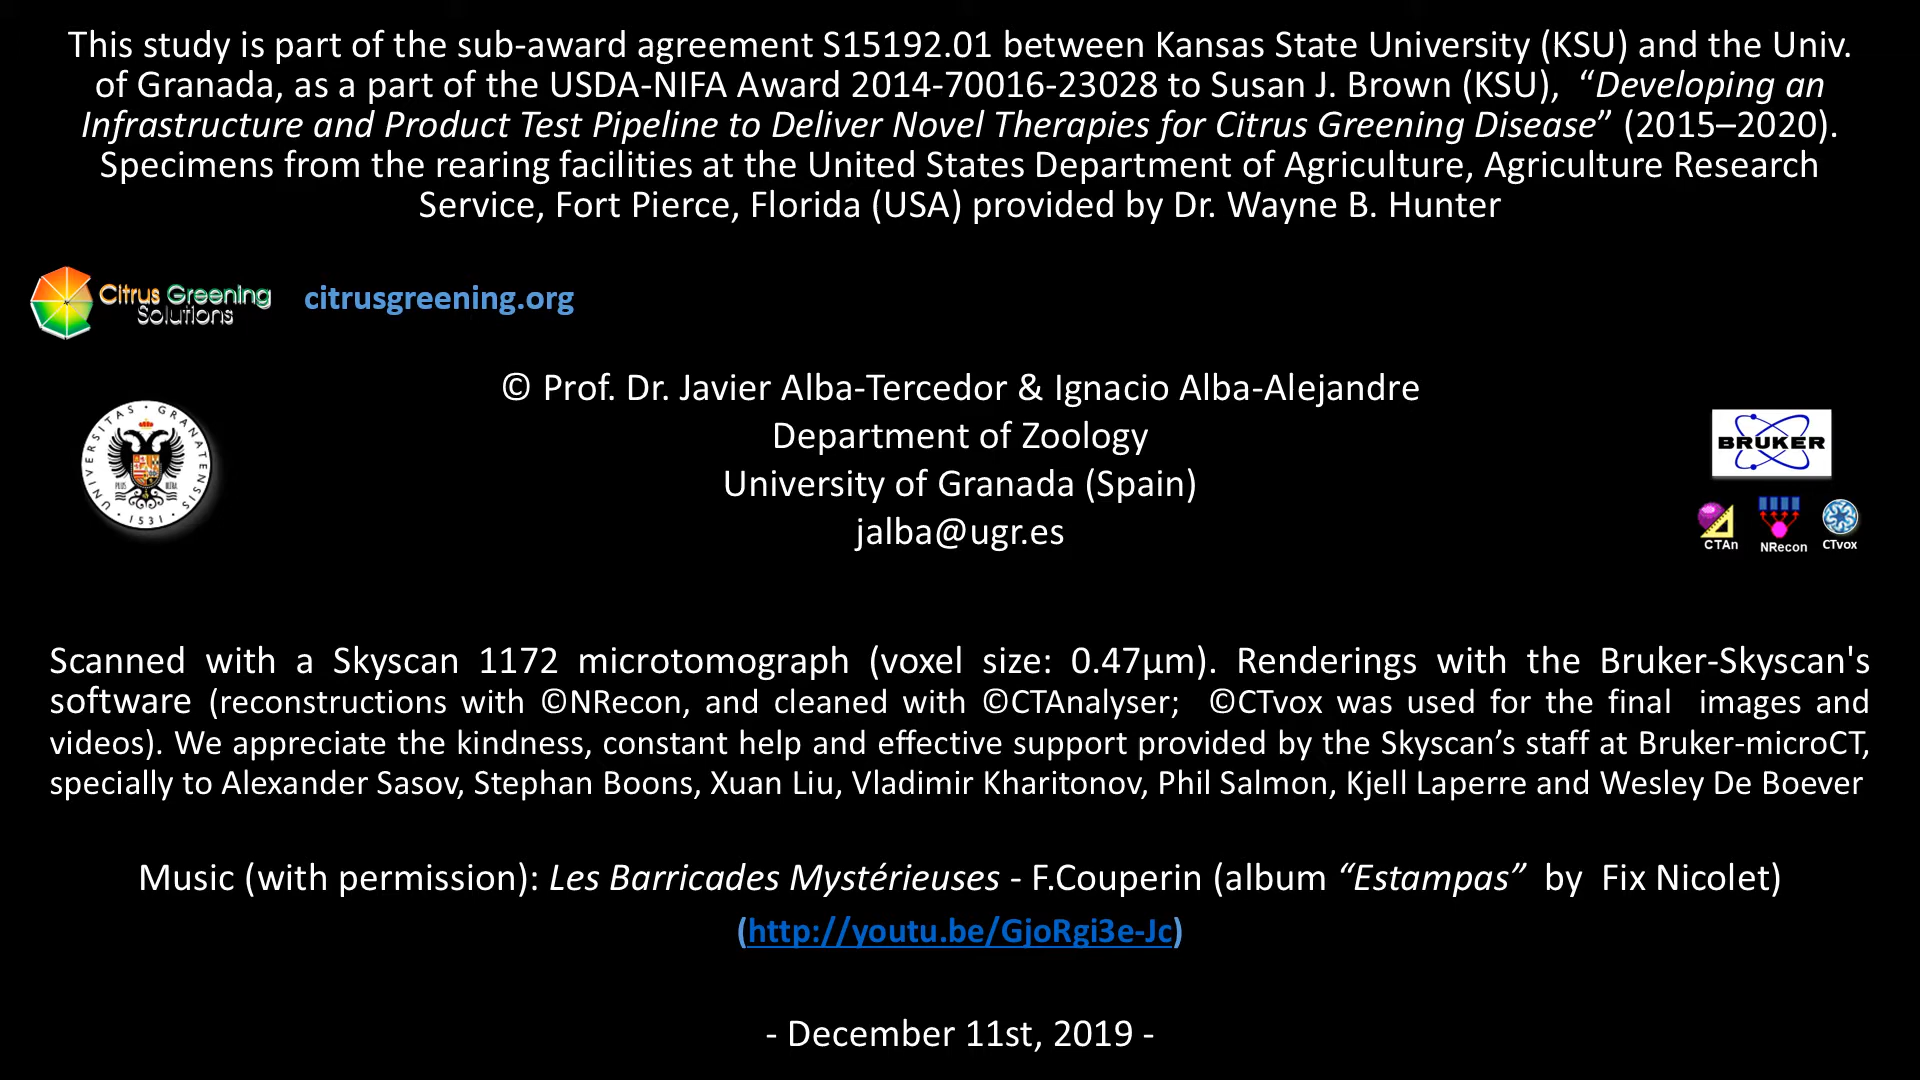 This study is part of the sub-award agreement S15192.01 between Kansas State University (KSU) and the Univ.
of Granada, as a part of the USDA-NIFA Award 2014-70016-23028 to Susan J. Brown (KSU),  “Developing an
Infrastructure and Product Test Pipeline to Deliver Novel Therapies for Citrus Greening Disease” (2015–2020).
Specimens from the rearing facilities at the United States Department of Agriculture, Agriculture Research
Service, Fort Pierce, Florida (USA) provided by Dr. Wayne B. Hunter
Citrus Greening
Solutions
citrusgreening.org
© Prof. Dr. Javier Alba-Tercedor & Ignacio Alba-Alejandre
Department of Zoology
University of Granada (Spain)
jalba@ugr.es
UNIVERSITAS · GRANATENSIS
PLUS ULTRA
· 1531 ·
BRUKER
CTAn NRecon CTvox
Scanned with a Skyscan 1172 microtomograph (voxel size: 0.47µm). Renderings with the Bruker-Skyscan's
software (reconstructions with ©NRecon, and cleaned with ©CTAnalyser;  ©CTvox was used for the final  images and
videos). We appreciate the kindness, constant help and effective support provided by the Skyscan’s staff at Bruker-microCT,
specially to Alexander Sasov, Stephan Boons, Xuan Liu, Vladimir Kharitonov, Phil Salmon, Kjell Laperre and Wesley De Boever
Music (with permission): Les Barricades Mystérieuses - F.Couperin (album “Estampas”  by  Fix Nicolet)
(http://youtu.be/GjoRgi3e-Jc)
- December 11st, 2019 -